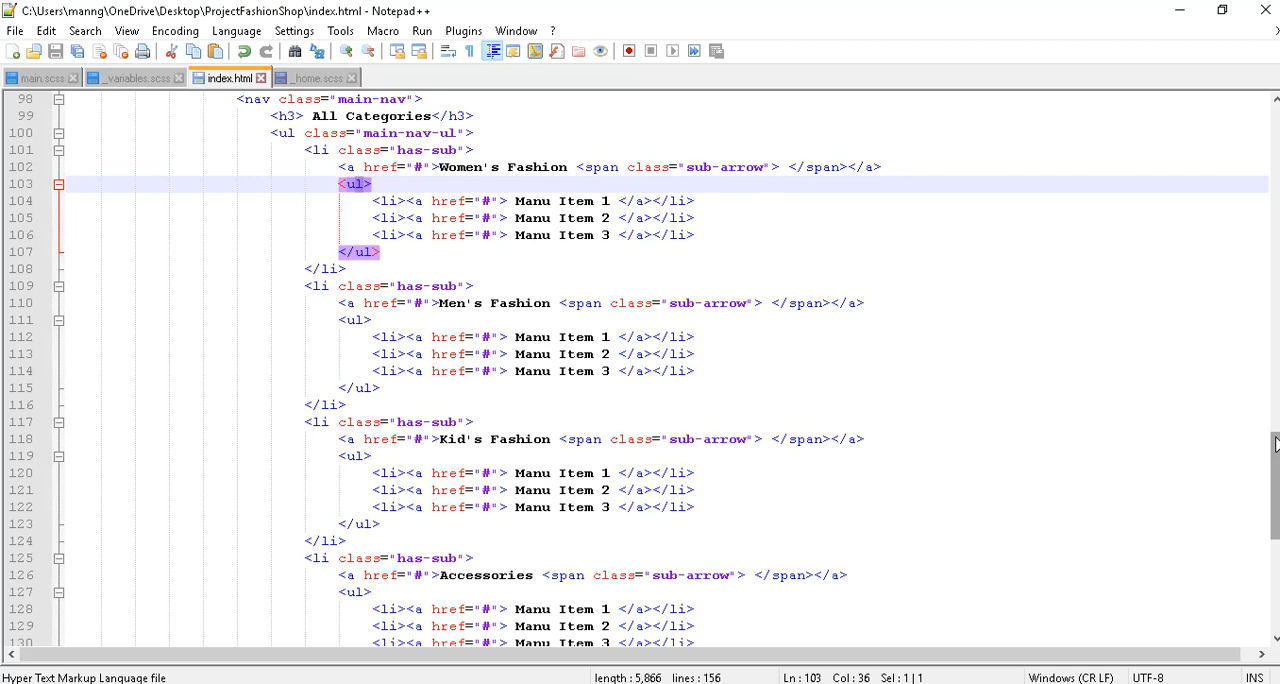 C:\Users\manng\OneDrive\Desktop\ProjectFashionShop\index.html - Notepad++
File Edit Search View Encoding Language Settings Tools Macro Run Plugins Window ?
main.scss _variables.scss index.html _home.scss
98 <nav class="main-nav">
99 <h3> All Categories</h3>
100 <ul class="main-nav-ul">
101 <li class="has-sub">
102 <a href="#">Women's Fashion <span class="sub-arrow"> </span></a>
103 <ul>
104 <li><a href="#"> Manu Item 1 </a></li>
105 <li><a href="#"> Manu Item 2 </a></li>
106 <li><a href="#"> Manu Item 3 </a></li>
107 </ul>
108 </li>
109 <li class="has-sub">
110 <a href="#">Men's Fashion <span class="sub-arrow"> </span></a>
111 <ul>
112 <li><a href="#"> Manu Item 1 </a></li>
113 <li><a href="#"> Manu Item 2 </a></li>
114 <li><a href="#"> Manu Item 3 </a></li>
115 </ul>
116 </li>
117 <li class="has-sub">
118 <a href="#">Kid's Fashion <span class="sub-arrow"> </span></a>
119 <ul>
120 <li><a href="#"> Manu Item 1 </a></li>
121 <li><a href="#"> Manu Item 2 </a></li>
122 <li><a href="#"> Manu Item 3 </a></li>
123 </ul>
124 </li>
125 <li class="has-sub">
126 <a href="#">Accessories <span class="sub-arrow"> </span></a>
127 <ul>
128 <li><a href="#"> Manu Item 1 </a></li>
129 <li><a href="#"> Manu Item 2 </a></li>
130 <li><a href="#"> Manu Item 3 </a></li>
Hyper Text Markup Language file length : 5,866 lines : 156 Ln : 103 Col : 36 Sel : 1 | 1 Windows (CR LF) UTF-8 INS